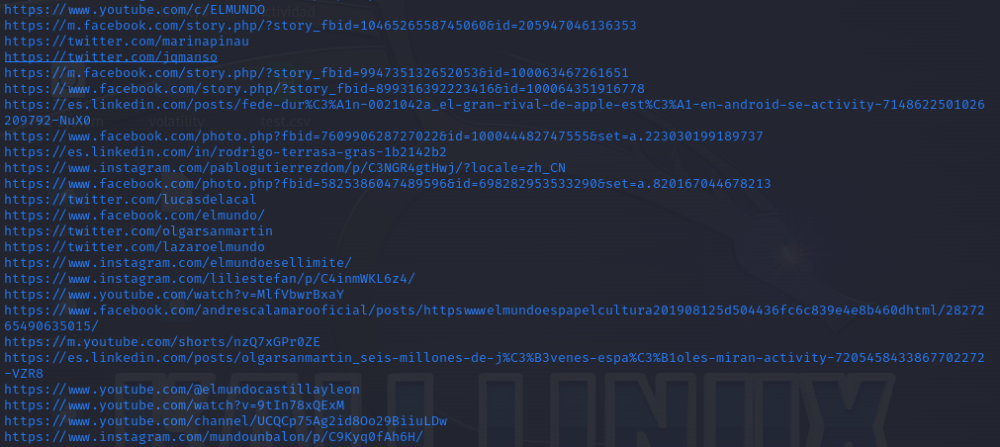 https://www.youtube.com/c/ELMUNDO
https://m.facebook.com/story.php/?story_fbid=1046526558745060&id=205947046136353
https://twitter.com/marinapinau
https://twitter.com/jqmanso
https://m.facebook.com/story.php/?story_fbid=994735132652053&id=100063467261651
https://www.facebook.com/story.php/?story_fbid=899316392223416&id=100064351916778
https://es.linkedin.com/posts/fede-dur%C3%A1n-0021042a_el-gran-rival-de-apple-est%C3%A1-en-android-se-activity-7148622501026
209792-NuX0
volatility test.csv
https://www.facebook.com/photo.php?fbid=760990628727022&id=100044482747555&set=a.223030199189737
https://es.linkedin.com/in/rodrigo-terrasa-gras-1b2142b2
https://www.instagram.com/pablogutierrezdom/p/C3NGR4gtHwj/?locale=zh_CN
https://www.facebook.com/photo.php?fbid=5825386047489596&id=698282953533290&set=a.820167044678213
https://twitter.com/lucasdelacal
https://www.facebook.com/elmundo/
https://twitter.com/olgarsanmartin
https://twitter.com/lazaroelmundo
https://www.instagram.com/elmundoesellimite/
https://www.instagram.com/liliestefan/p/C4inmWKL6z4/
https://www.youtube.com/watch?v=MlfVbwrBxaY
https://www.facebook.com/andrescalamarooficial/posts/httpswwwelmundoespapelcultura201908125d504436fc6c839e4e8b460dhtml/28272
65490635015/
https://m.youtube.com/shorts/nzQ7xGPr0ZE
https://es.linkedin.com/posts/olgarsanmartin_seis-millones-de-j%C3%B3venes-espa%C3%B1oles-miran-activity-7205458433867702272
-VZR8
https://www.youtube.com/@elmundocastillayleon
https://www.youtube.com/watch?v=9tIn78xQExM
https://www.youtube.com/channel/UCQCp75Ag2id8Oo29BiiuLDw
https://www.instagram.com/mundounbalon/p/C9Kyq0fAh6H/
KALI LINUX